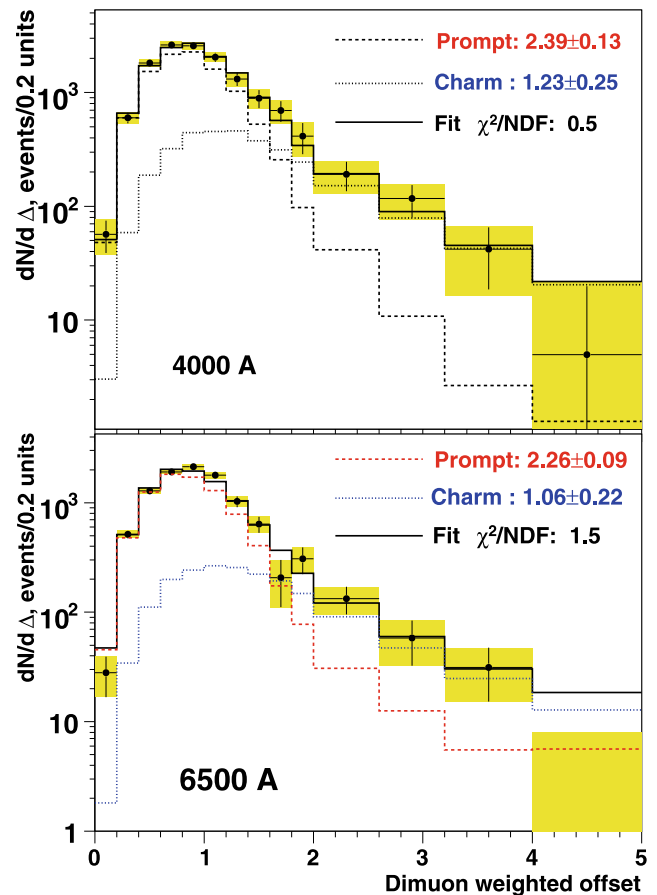 dN/d Δ, events/0.2 units
10³
10²
10
Prompt: 2.39±0.13
Charm : 1.23±0.25
Fit χ²/NDF: 0.5
4000 A
dN/d Δ, events/0.2 units
10³
10²
10
1
Prompt: 2.26±0.09
Charm : 1.06±0.22
Fit χ²/NDF: 1.5
6500 A
0 1 2 3 4 5
Dimuon weighted offset